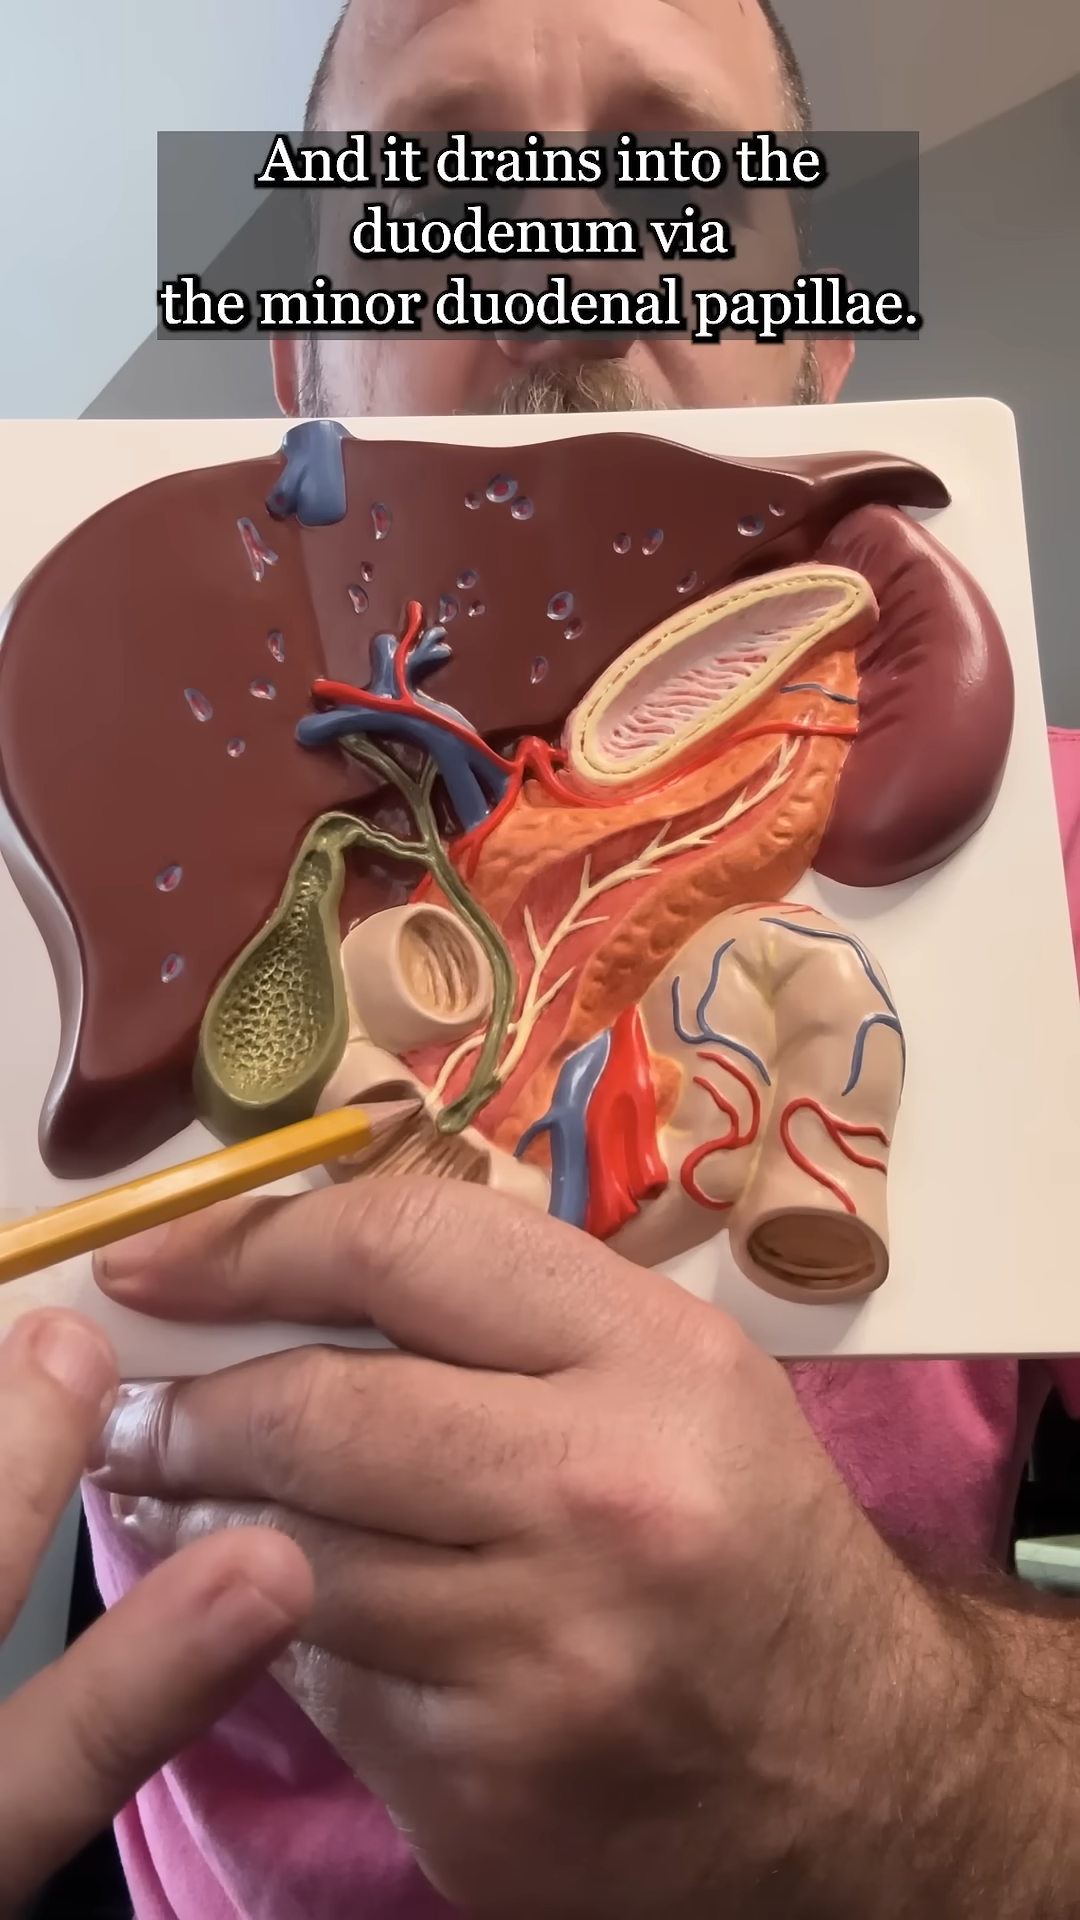 And it drains into the
duodenum via
the minor duodenal papillae.